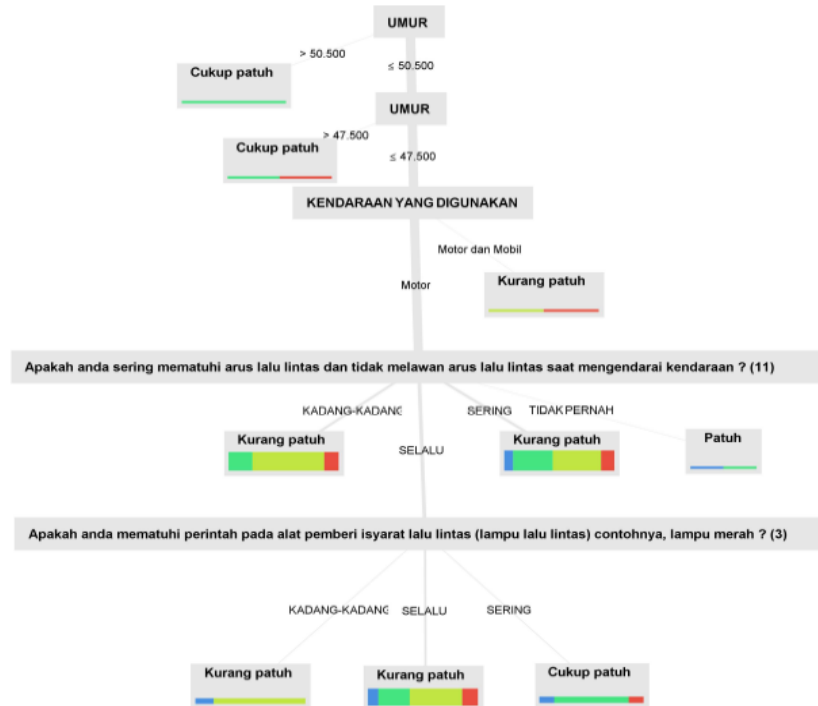 UMUR
> 50.500
≤ 50.500
Cukup patuh
UMUR
> 47.500
≤ 47.500
Cukup patuh
KENDARAAN YANG DIGUNAKAN
Motor dan Mobil
Motor
Kurang patuh
Apakah anda sering mematuhi arus lalu lintas dan tidak melawan arus lalu lintas saat mengendarai kendaraan ? (11)
KADANG-KADANG
SERING
TIDAK PERNAH
SELALU
Kurang patuh
Kurang patuh
Patuh
Apakah anda mematuhi perintah pada alat pemberi isyarat lalu lintas (lampu lalu lintas) contohnya, lampu merah ? (3)
KADANG-KADANG
SELALU
SERING
Kurang patuh
Kurang patuh
Cukup patuh